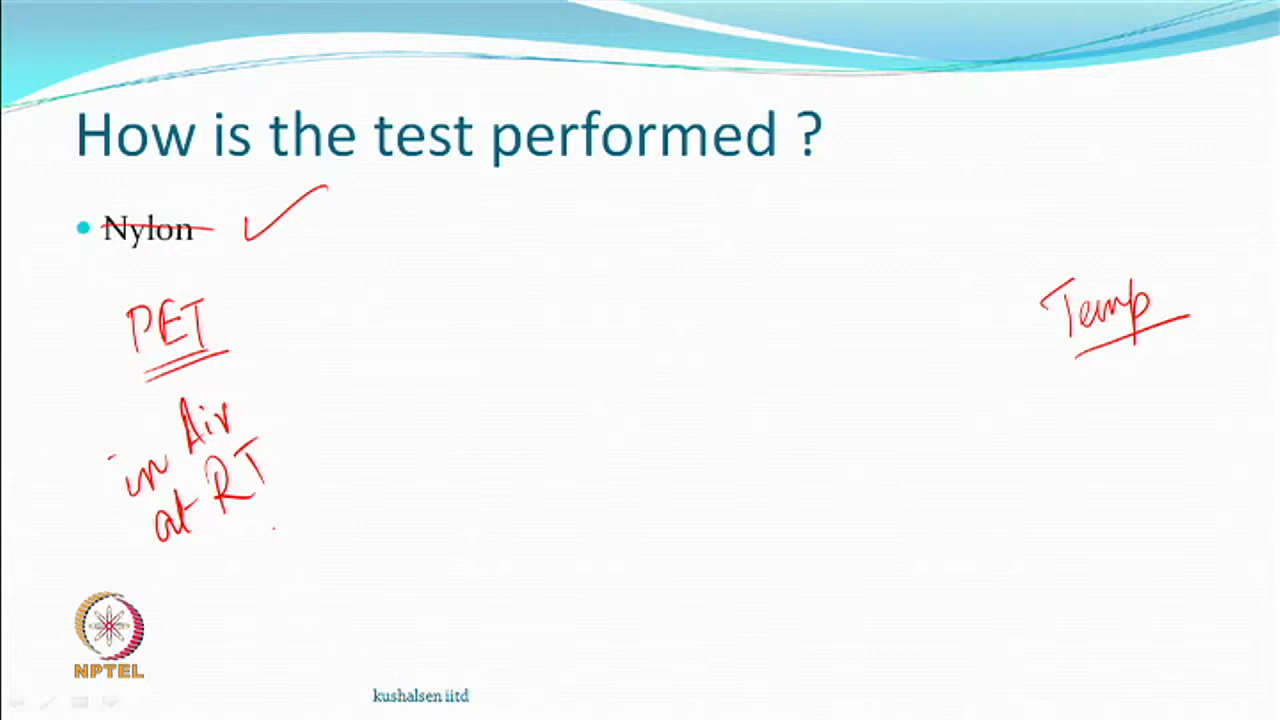 How is the test performed ?
Nylon
PET
Temp
in Air
at RT
NPTEL
kushalsen iitd